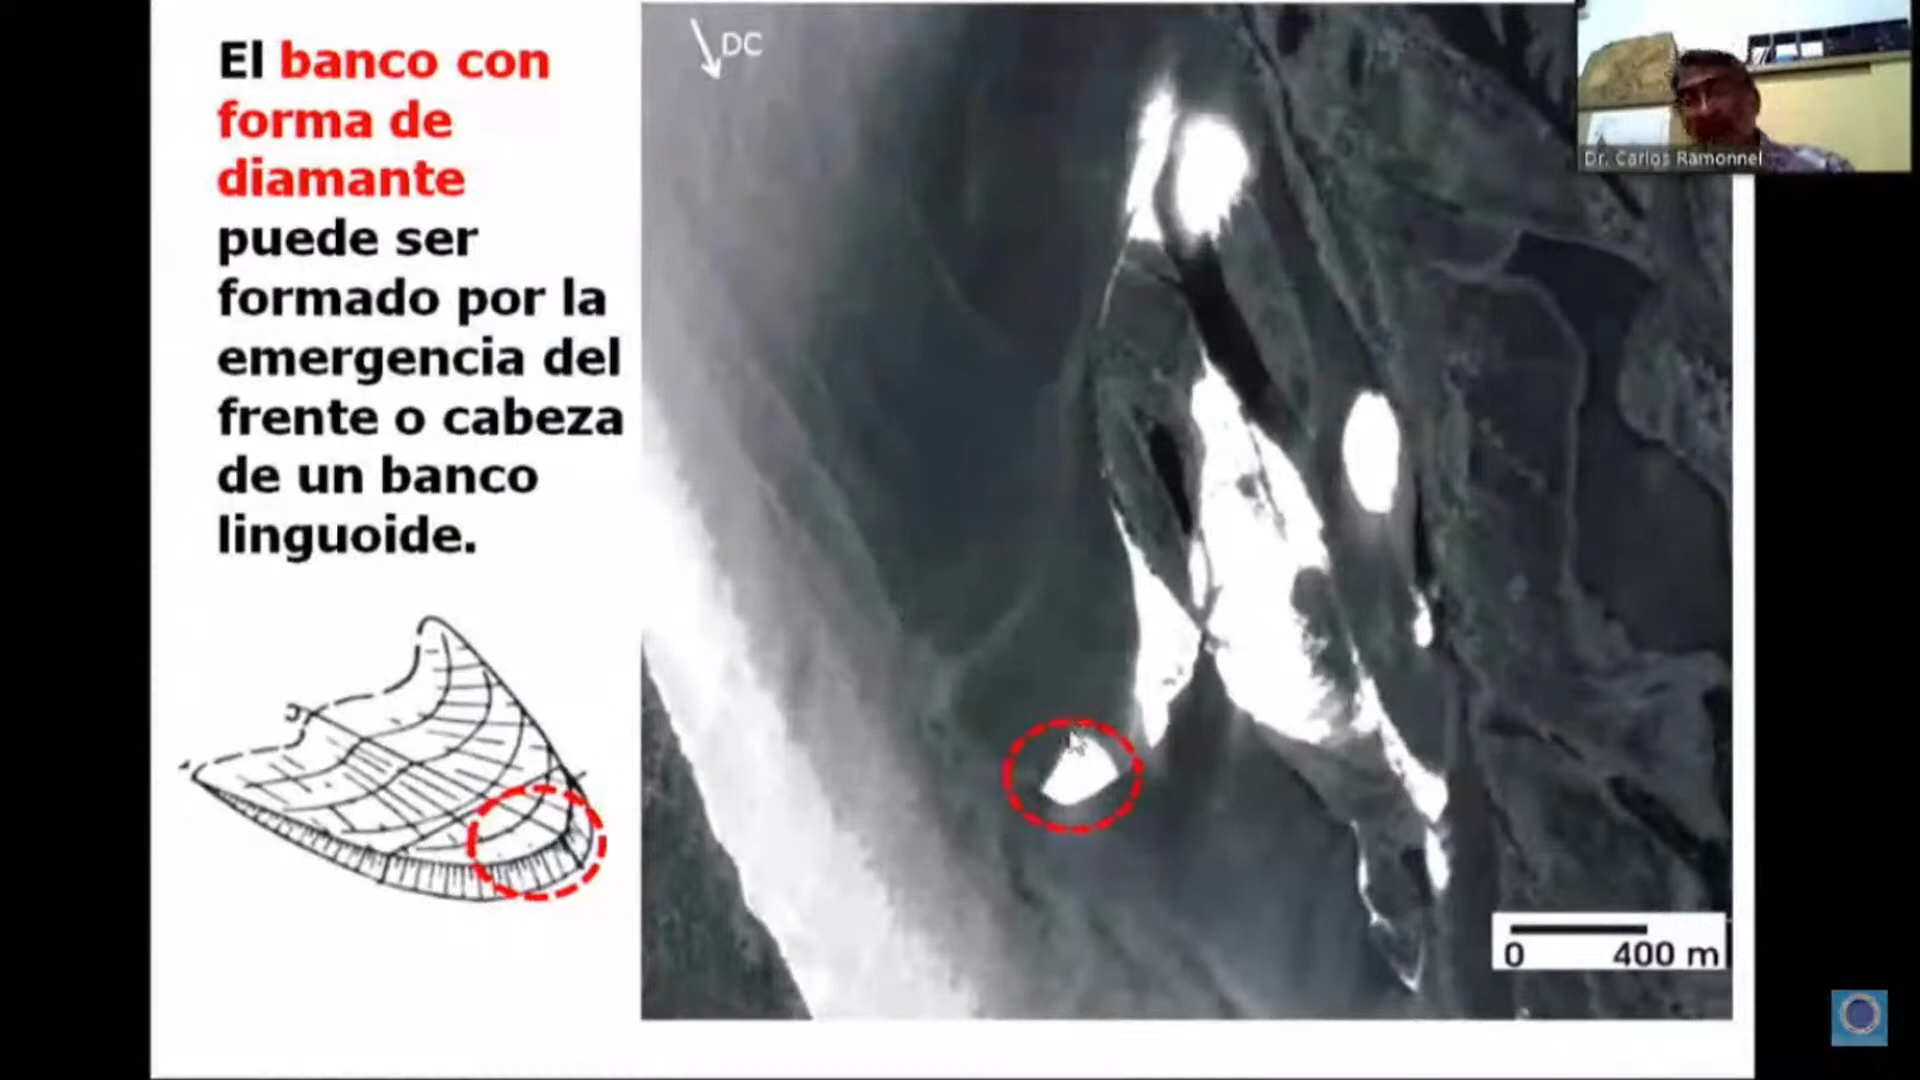 El banco con
forma de
diamante
puede ser
formado por la
emergencia del
frente o cabeza
de un banco
linguoide.
DC
Dr. Carlos Ramonnel
0 400 m